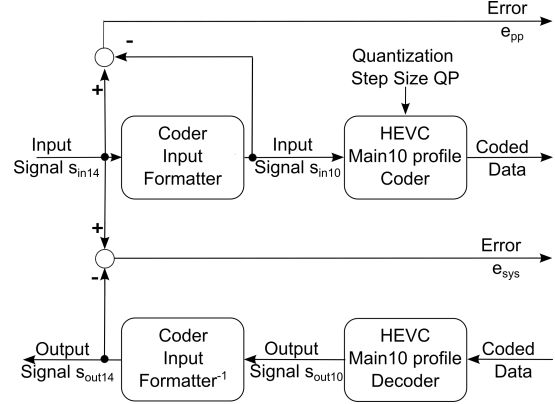 Error
e_pp
-
Quantization
Step Size QP
+
Input
Signal s_in14
Coder
Input
Formatter
Input
Signal s_in10
HEVC
Main10 profile
Coder
Coded
Data
+
Error
e_sys
-
Output
Signal s_out14
Coder
Input
Formatter⁻¹
Output
Signal s_out10
HEVC
Main10 profile
Decoder
Coded
Data